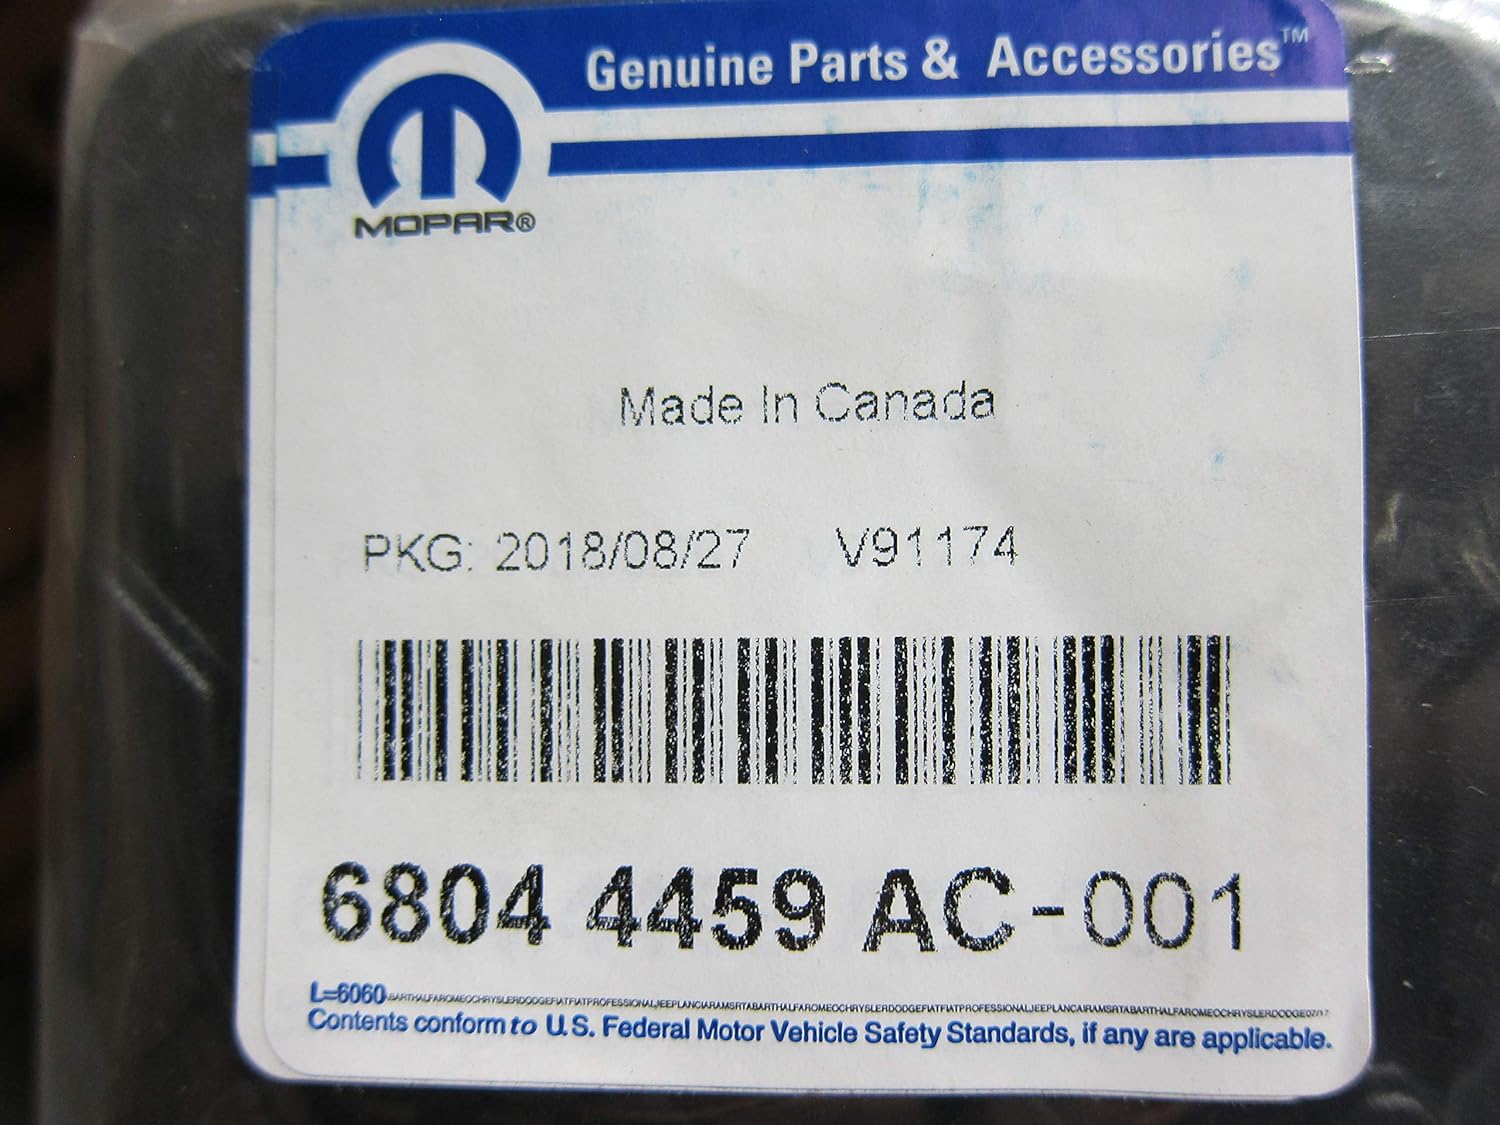 Genuine Parts & Accessories™
MOPAR®
Made In Canada
PKG: 2018/08/27 V91174
6804 4459 AC-001
L=6060
Contents conform to U.S. Federal Motor Vehicle Safety Standards, if any are applicable.